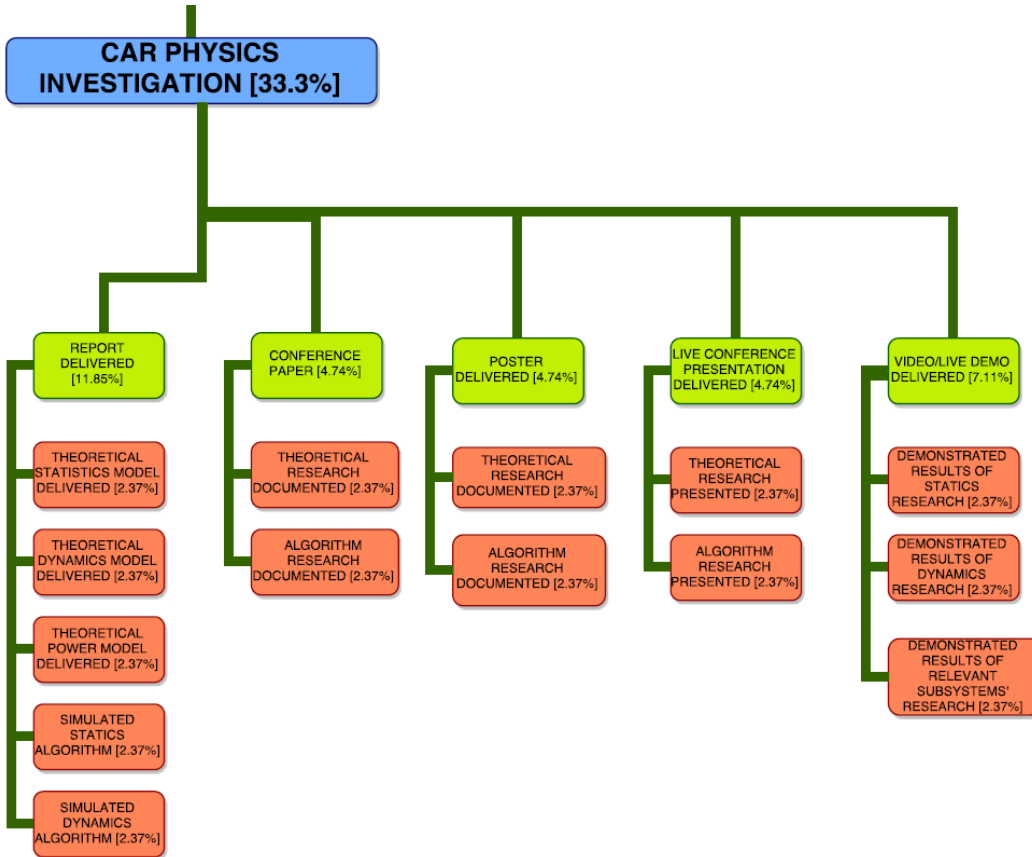 CAR PHYSICS
INVESTIGATION [33.3%]
REPORT
DELIVERED
[11.85%]
THEORETICAL
STATISTICS MODEL
DELIVERED [2.37%]
THEORETICAL
DYNAMICS MODEL
DELIVERED [2.37%]
THEORETICAL
POWER MODEL
DELIVERED [2.37%]
SIMULATED
STATICS
ALGORITHM [2.37%]
SIMULATED
DYNAMICS
ALGORITHM [2.37%]
CONFERENCE
PAPER [4.74%]
THEORETICAL
RESEARCH
DOCUMENTED [2.37%]
ALGORITHM
RESEARCH
DOCUMENTED [2.37%]
POSTER
DELIVERED [4.74%]
THEORETICAL
RESEARCH
DOCUMENTED [2.37%]
ALGORITHM
RESEARCH
DOCUMENTED [2.37%]
LIVE CONFERENCE
PRESENTATION
DELIVERED [4.74%]
THEORETICAL
RESEARCH
PRESENTED [2.37%]
ALGORITHM
RESEARCH
PRESENTED [2.37%]
VIDEO/LIVE DEMO
DELIVERED [7.11%]
DEMONSTRATED
RESULTS OF
STATICS
RESEARCH [2.37%]
DEMONSTRATED
RESULTS OF
DYNAMICS
RESEARCH [2.37%]
DEMONSTRATED
RESULTS OF
RELEVANT
SUBSYSTEMS'
RESEARCH [2.37%]